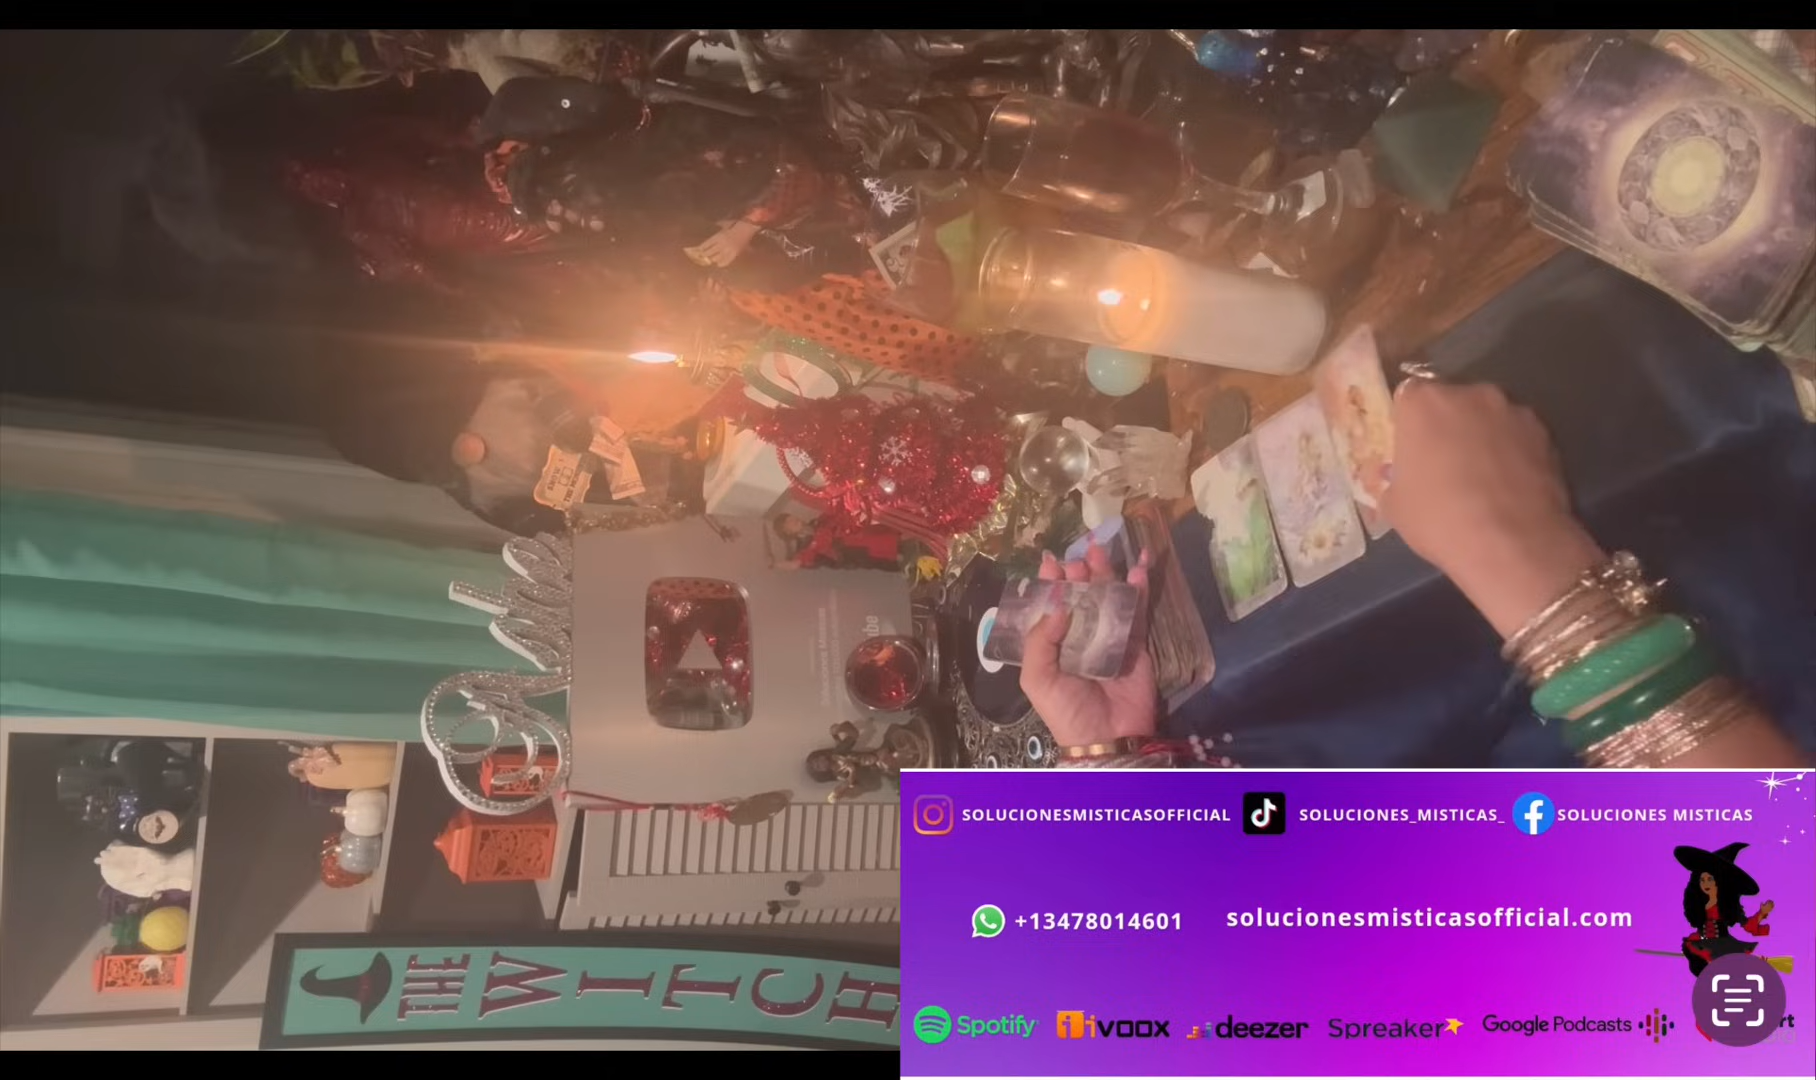 THE WITCH
SOLUCIONESMISTICASOFFICIAL
SOLUCIONES_MISTICAS_
SOLUCIONES MISTICAS
+13478014601
solucionesmisticasofficial.com
Spotify
ivoox
deezer
Spreaker
Google Podcasts